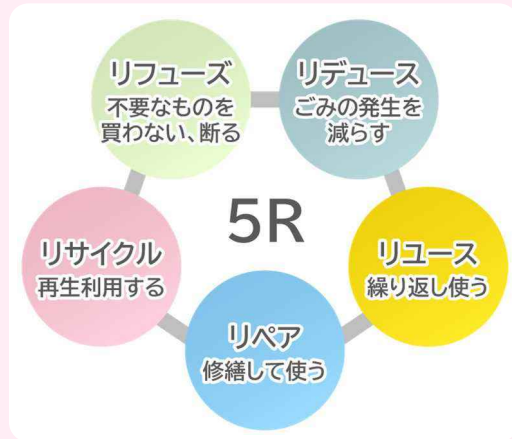 リフューズ
不要なものを
買わない、断る
リデュース
ごみの発生を
減らす
5R
リサイクル
再生利用する
リユース
繰り返し使う
リペア
修繕して使う